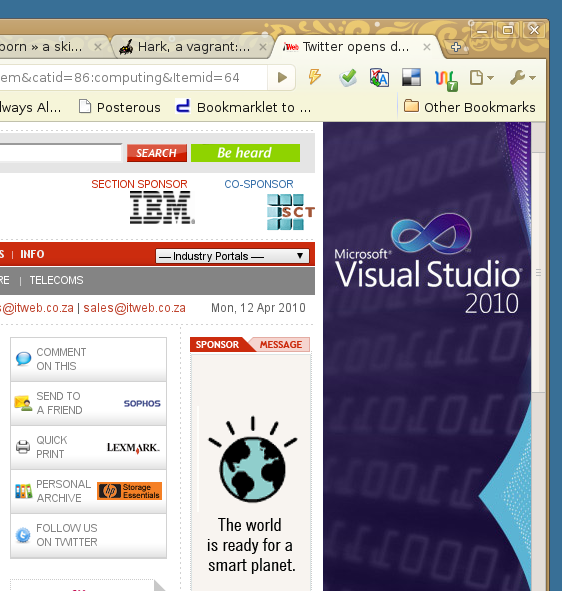 born » a ski...
Hark, a vagrant:...
Twitter opens d...
em&catid=86:computing&Itemid=64
lways Al...
Posterous
Bookmarklet to ...
Other Bookmarks
7
SEARCH
Be heard
SECTION SPONSOR
CO-SPONSOR
IBM.
SCT
S | INFO
— Industry Portals —
RE | TELECOMS
s@itweb.co.za | sales@itweb.co.za
Mon, 12 Apr 2010
COMMENT
ON THIS
SEND TO
A FRIEND
SOPHOS
QUICK
PRINT
LEXMARK.
PERSONAL
ARCHIVE
hp Storage
Essentials
FOLLOW US
ON TWITTER
SPONSOR MESSAGE
The world
is ready for a
smart planet.
Microsoft®
Visual Studio®
2010